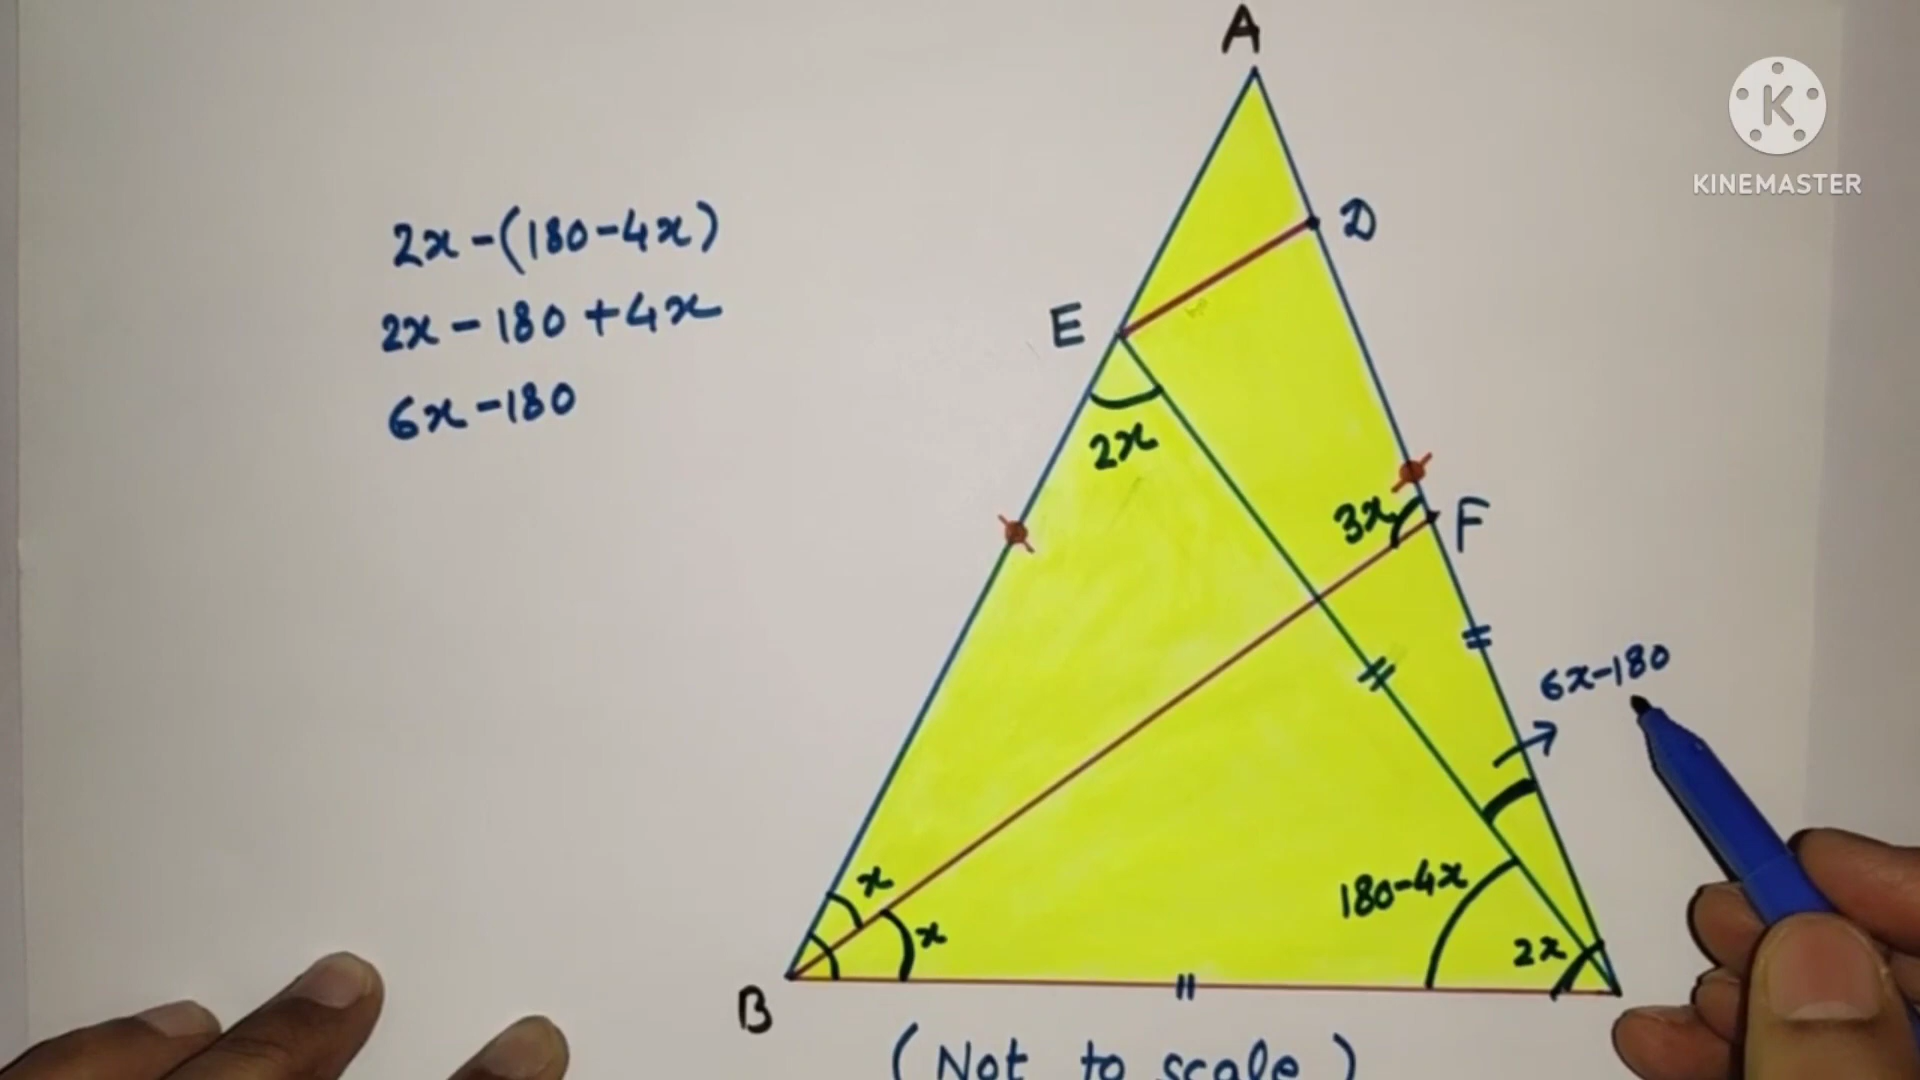 A
KINEMASTER
2x-(180-4x)
D
2x-180+4x
E
6x-180
2x
3x
F
6x-180
x
180-4x
x
2x
B
(Not to scale)